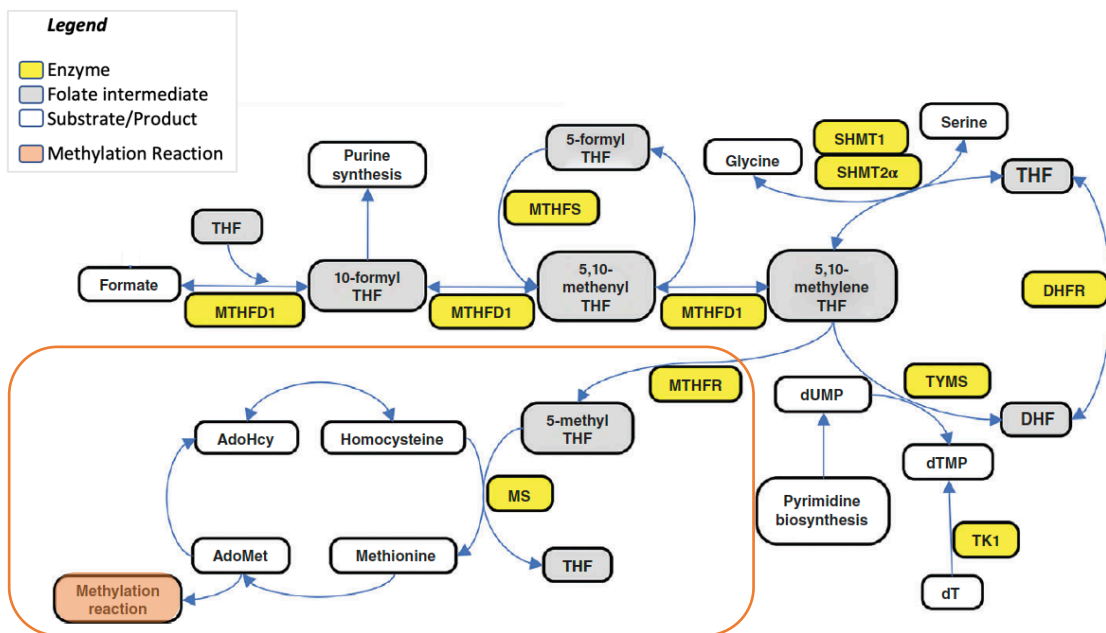 Legend
Enzyme
Folate intermediate
Substrate/Product
Methylation Reaction
Purine
synthesis
5-formyl
THF
Glycine
SHMT1
SHMT2α
Serine
THF
MTHFS
THF
Formate
MTHFD1
10-formyl
THF
MTHFD1
5,10-
methenyl
THF
MTHFD1
5,10-
methylene
THF
DHFR
MTHFR
TYMS
dUMP
DHF
5-methyl
THF
AdoHcy
Homocysteine
dTMP
MS
Pyrimidine
biosynthesis
TK1
AdoMet
Methionine
THF
Methylation
reaction
dT